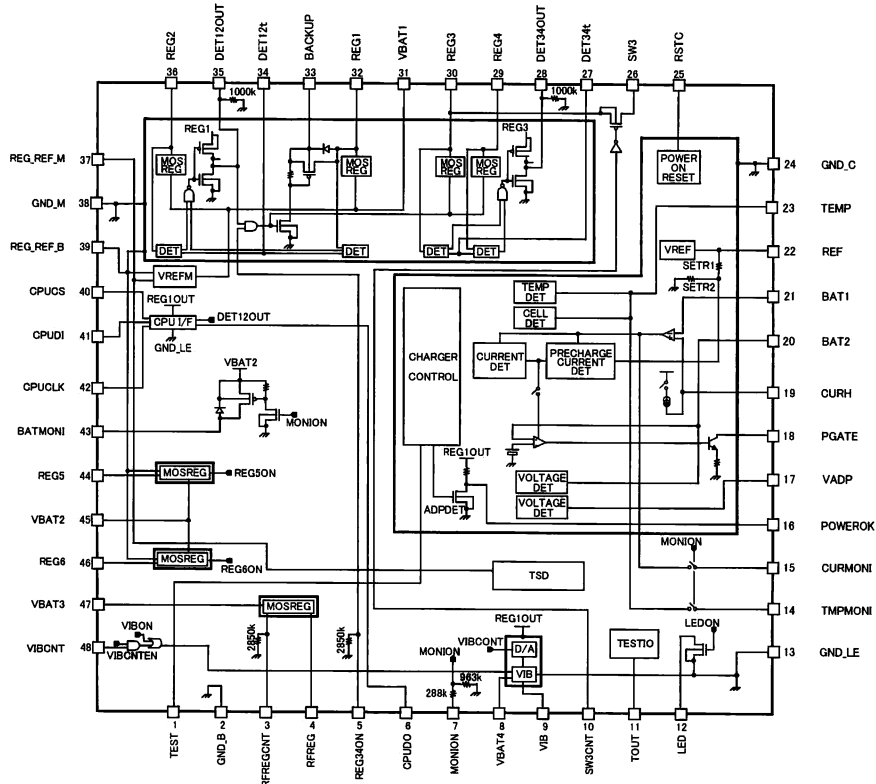 REG2
DET12OUT
DET12t
BACKUP
REG1
VBAT1
REG3
REG4
DET34OUT
DET34t
SW3
RSTC
36
35
34
33
32
31
30
29
28
27
26
25
1000k
1000k
REG1
REG3
MOS REG
MOS REG
MOS REG
MOS REG
POWER ON RESET
DET
DET
DET
DET
REG_REF_M
37
GND_M
38
REG_REF_B
39
CPUCS
40
CPUDI
41
CPUCLK
42
BATMONI
43
REG5
44
VBAT2
45
REG6
46
VBAT3
47
VIBCNT
48
24
GND_C
23
TEMP
22
REF
21
BAT1
20
BAT2
19
CURH
18
PGATE
17
VADP
16
POWEROK
15
CURMONI
14
TMPMONI
13
GND_LE
VREFM
REG1OUT
CPU I/F
DET12OUT
GND_LE
VBAT2
MONION
MOSREG
REG5ON
MOSREG
REG6ON
MOSREG
VIBON
VIBCNTEN
2850k
2850k
VREF
SETR1
SETR2
TEMP DET
CELL DET
CHARGER CONTROL
CURRENT DET
PRECHARGE CURRENT DET
REG1OUT
ADPDET
VOLTAGE DET
VOLTAGE DET
TSD
MONION
MONION
963k
288k
REG1OUT
VIBCONT
D/A
VIB
TESTIO
LEDON
1
2
3
4
5
6
7
8
9
10
11
12
TEST
GND_B
RFREGCNT
RFREG
REG34ON
CPUDO
MONION
VBAT4
VIB
SW3CNT
TOUT
LED